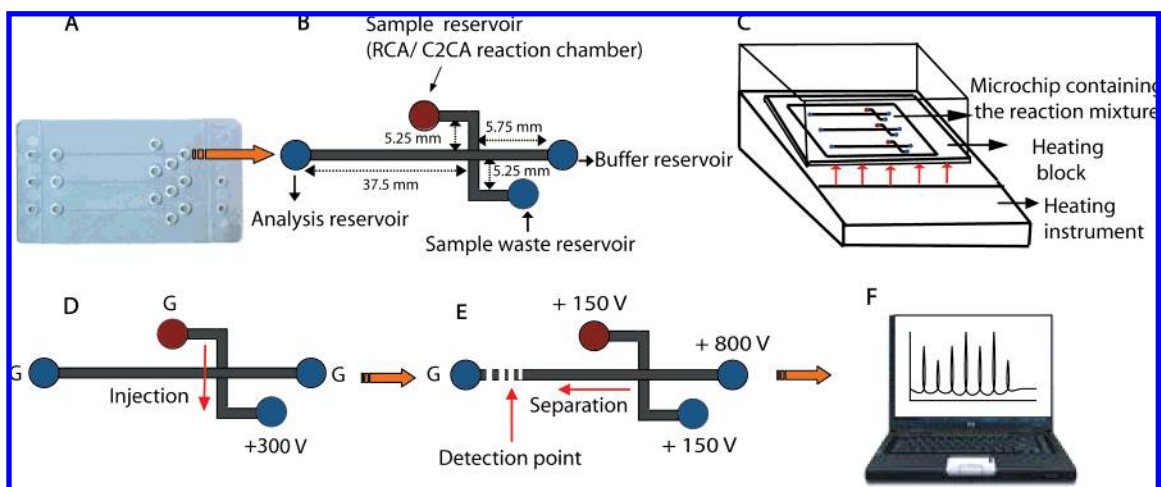 A
B
Sample reservoir
(RCA/ C2CA reaction chamber)
5.25 mm
5.75 mm
Buffer reservoir
37.5 mm
5.25 mm
Analysis reservoir
Sample waste reservoir
C
Microchip containing
the reaction mixture
Heating
block
Heating
instrument
D
G
G
G
Injection
+300 V
E
+ 150 V
+ 800 V
G
Separation
+ 150 V
Detection point
F